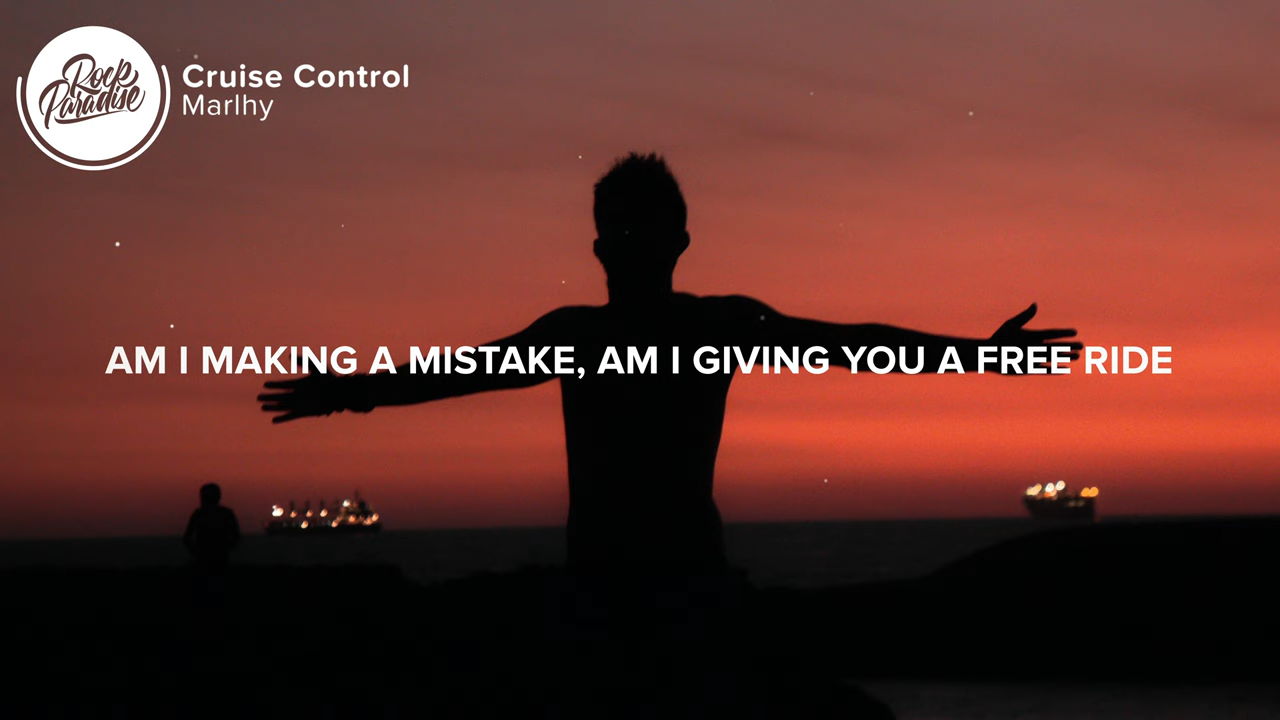 Rock
Paradise
Cruise Control
Marlhy
AM I MAKING A MISTAKE, AM I GIVING YOU A FREE RIDE